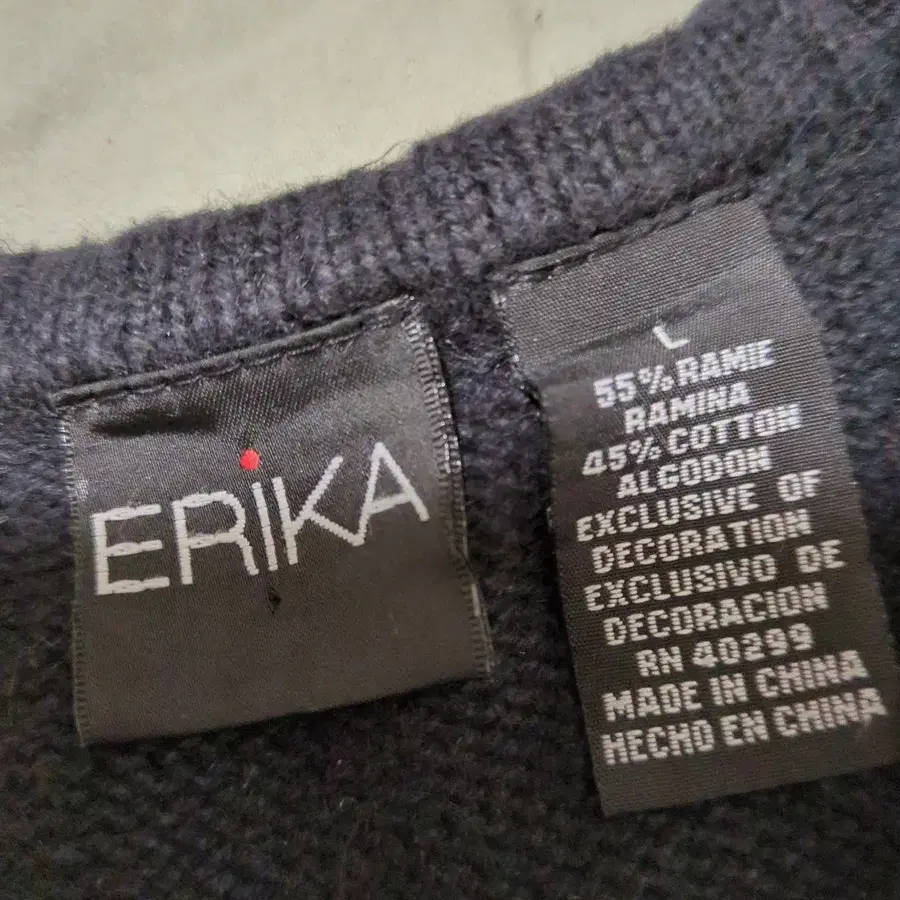 ERiKA
L
55% RAMIE
RAMINA
45% COTTON
ALGODON
EXCLUSIVE OF
DECORATION
EXCLUSIVO DE
DECORACION
RN 40299
MADE IN CHINA
HECHO EN CHINA